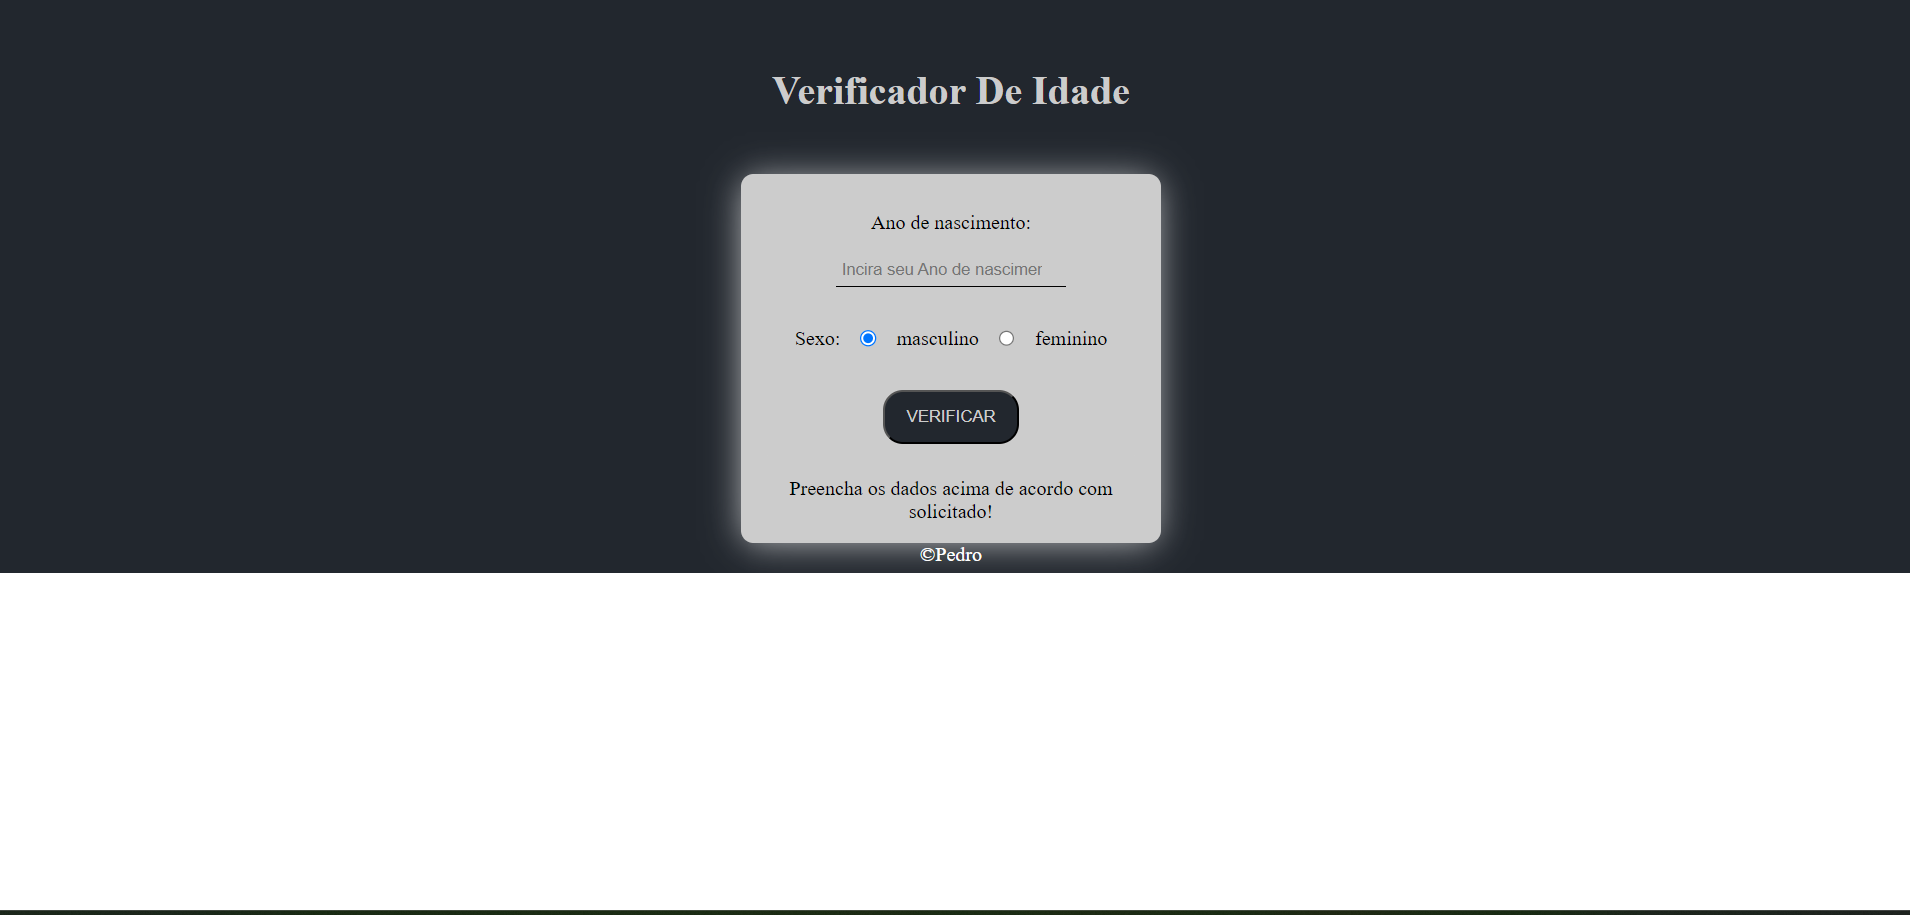 Verificador De Idade
Ano de nascimento:
Incira seu Ano de nascimer
Sexo: masculino feminino
VERIFICAR
Preencha os dados acima de acordo com
solicitado!
©Pedro